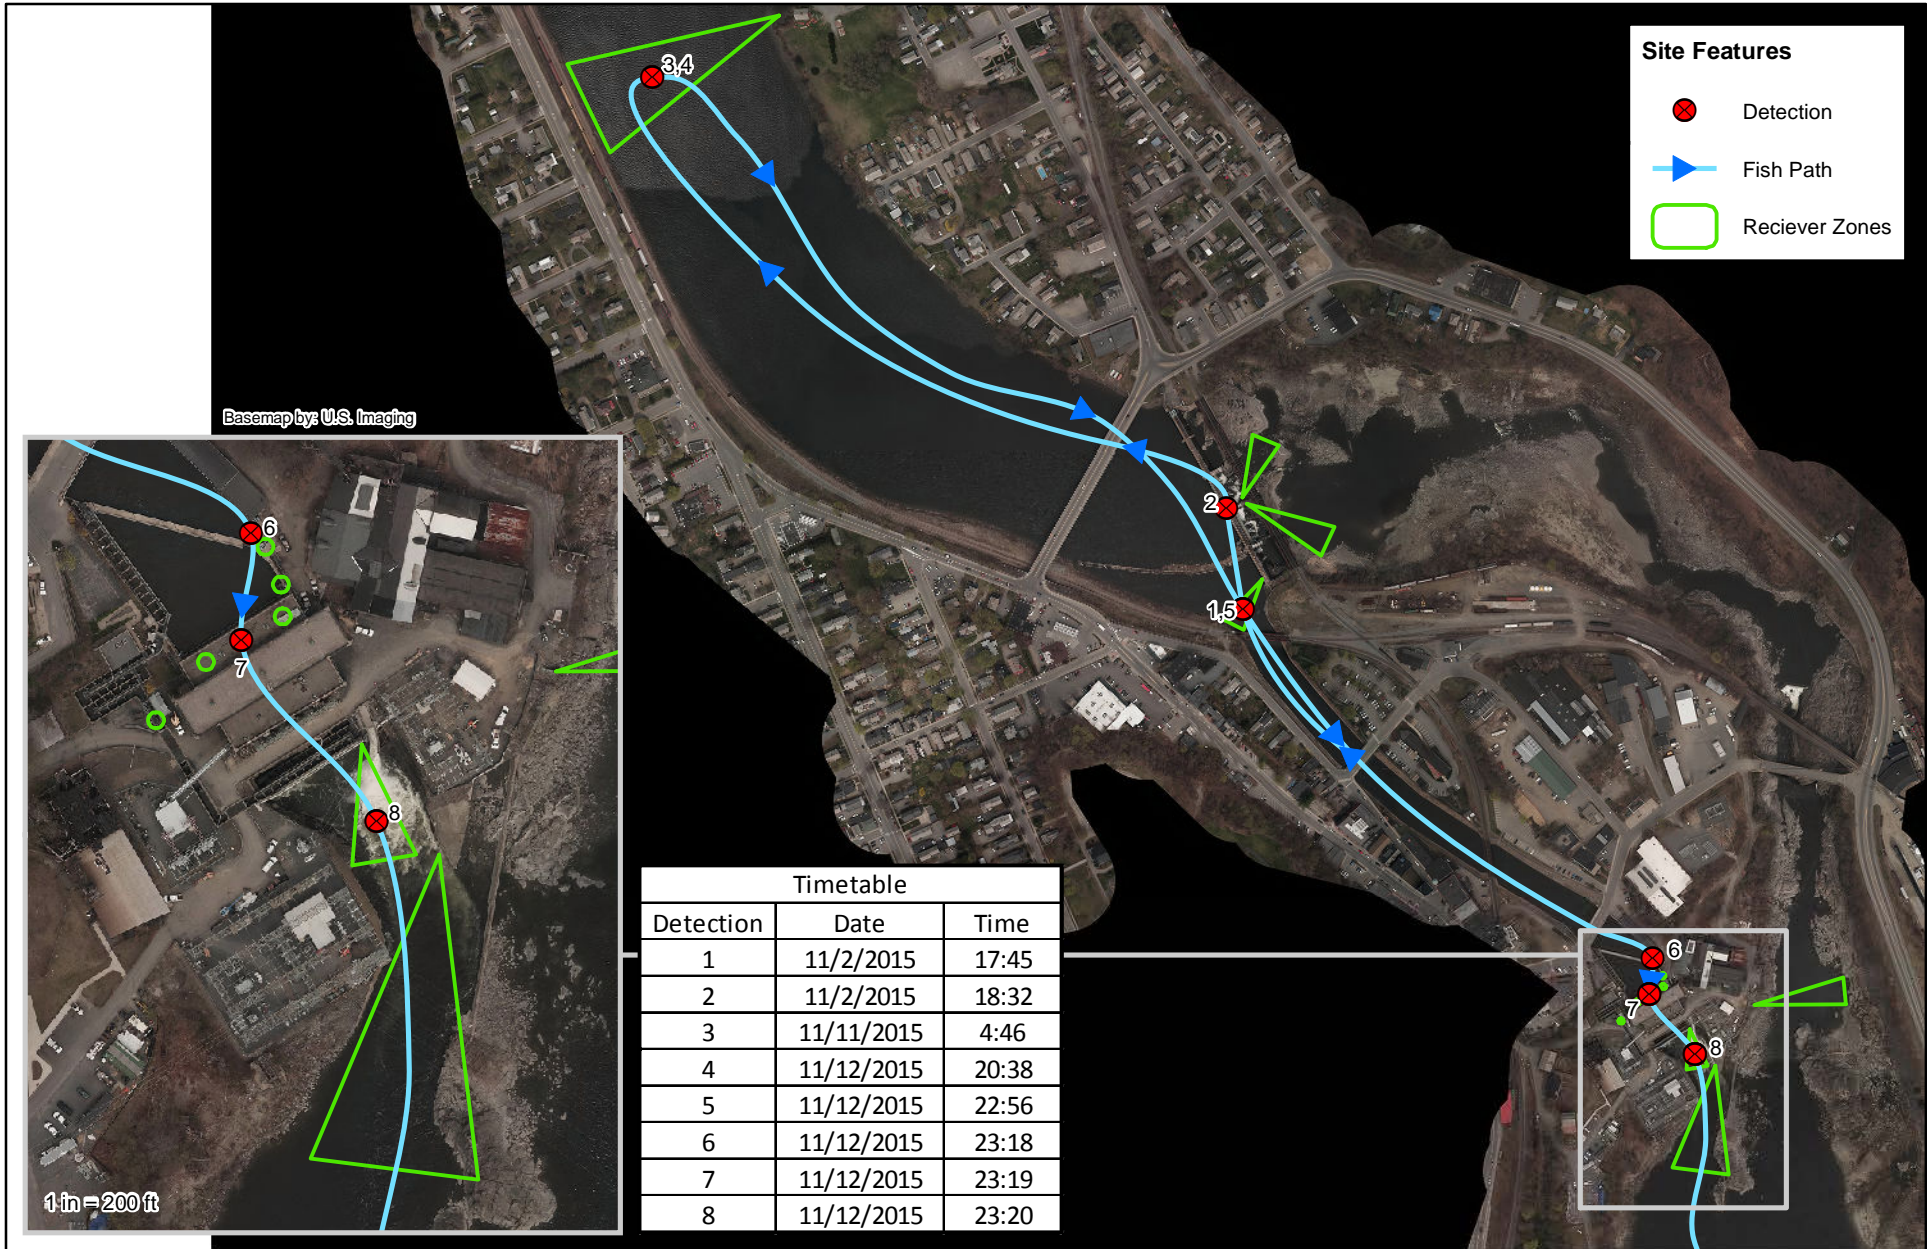 3,4
Site Features
Detection
Fish Path
Reciever Zones
Basemap by: U.S. Imaging
2
1,5
6
7
8
6
7
8
1 in = 200 ft
Timetable
Detection Date Time
1 11/2/2015 17:45
2 11/2/2015 18:32
3 11/11/2015 4:46
4 11/12/2015 20:38
5 11/12/2015 22:56
6 11/12/2015 23:18
7 11/12/2015 23:19
8 11/12/2015 23:20